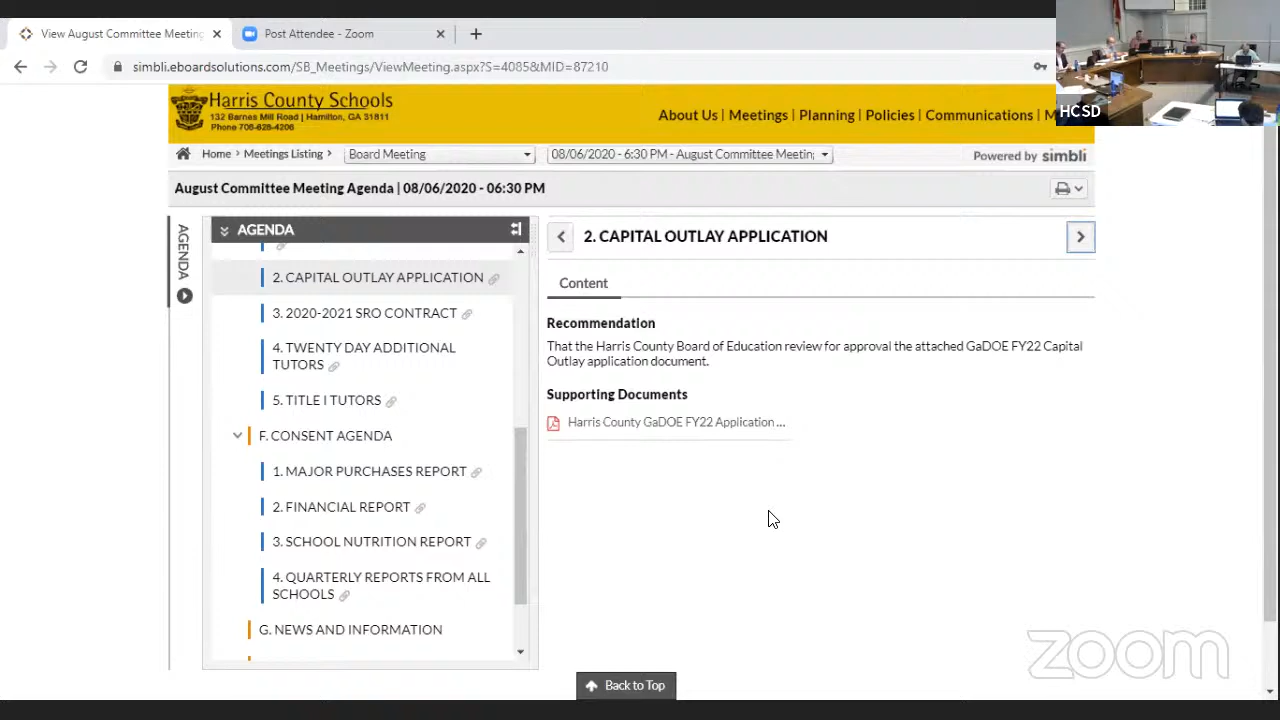 View August Committee Meeting
Post Attendee - Zoom
simbli.eboardsolutions.com/SB_Meetings/ViewMeeting.aspx?S=4085&MID=87210
HCSD
Harris County Schools
132 Barnes Mill Road | Hamilton, GA 31811
Phone 706-628-4206
About Us | Meetings | Planning | Policies | Communications | M
Home > Meetings Listing > Board Meeting 08/06/2020 - 6:30 PM - August Committee Meetin
Powered by simbli
August Committee Meeting Agenda | 08/06/2020 - 06:30 PM
AGENDA
AGENDA
2. CAPITAL OUTLAY APPLICATION
3. 2020-2021 SRO CONTRACT
4. TWENTY DAY ADDITIONAL
TUTORS
5. TITLE I TUTORS
F. CONSENT AGENDA
1. MAJOR PURCHASES REPORT
2. FINANCIAL REPORT
3. SCHOOL NUTRITION REPORT
4. QUARTERLY REPORTS FROM ALL
SCHOOLS
G. NEWS AND INFORMATION
2. CAPITAL OUTLAY APPLICATION
Content
Recommendation
That the Harris County Board of Education review for approval the attached GaDOE FY22 Capital
Outlay application document.
Supporting Documents
Harris County GaDOE FY22 Application ...
Back to Top
zoom